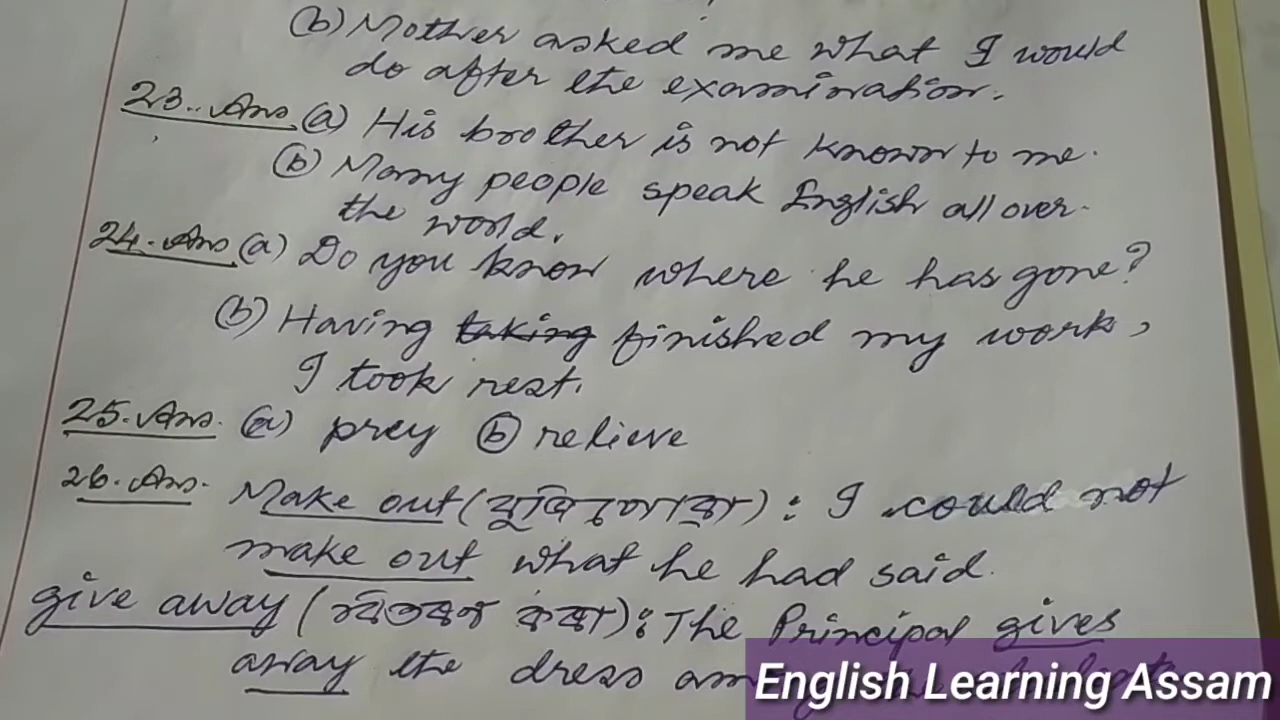 (b) Mother asked me what I would
do after the examination.
23. Ans (a) His brother is not known to me.
(b) Many people speak English all over
the world.
24. Ans (a) Do you know where he has gone?
(b) Having taking finished my work,
I took rest.
25. Ans. (a) prey (b) relieve
26. Ans. Make out (বুজি পোৱা): I could not
make out what he had said.
give away (বিতৰণ কৰা): The Principal gives
away the dress
English Learning Assam